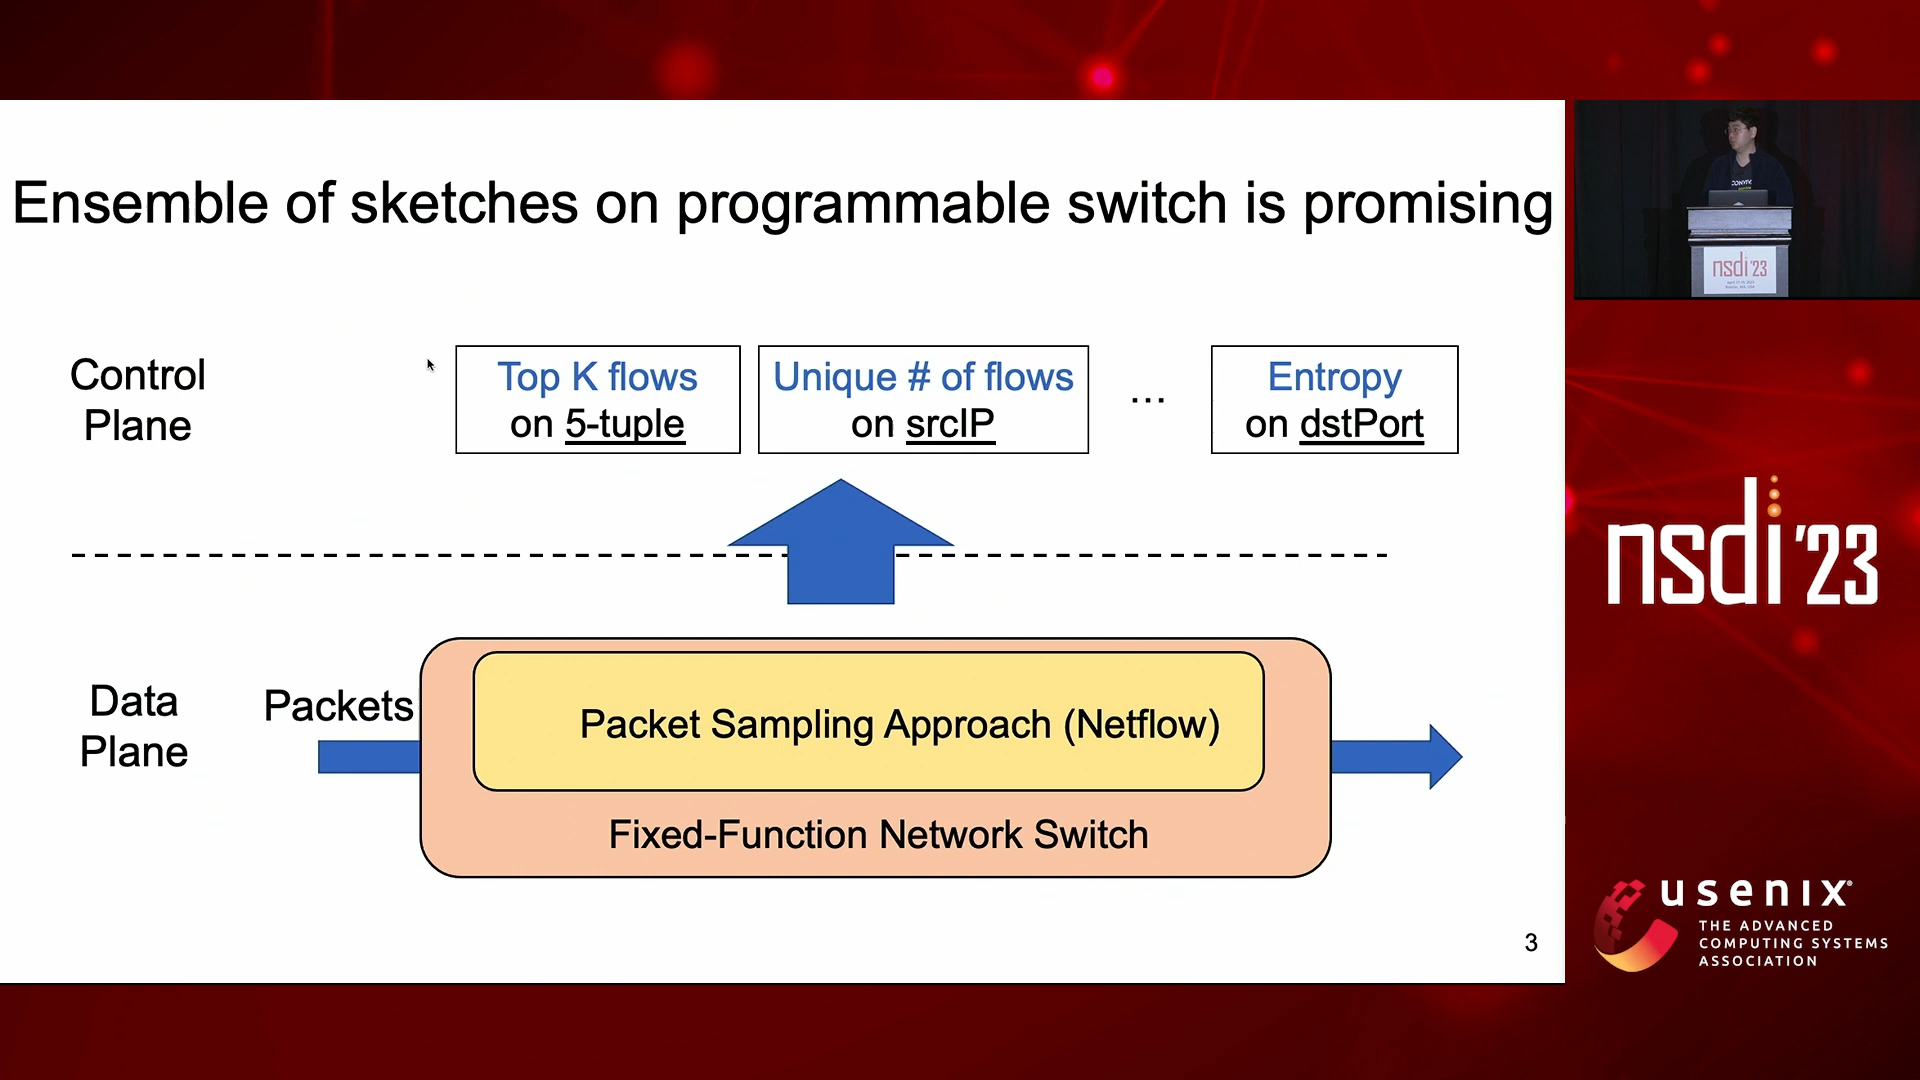 Ensemble of sketches on programmable switch is promising
Control
Plane
Top K flows
on 5-tuple
Unique # of flows
on srcIP
...
Entropy
on dstPort
Data
Plane
Packets
Packet Sampling Approach (Netflow)
Fixed-Function Network Switch
3
nsdi '23
nsdi '23
usenix®
THE ADVANCED
COMPUTING SYSTEMS
ASSOCIATION